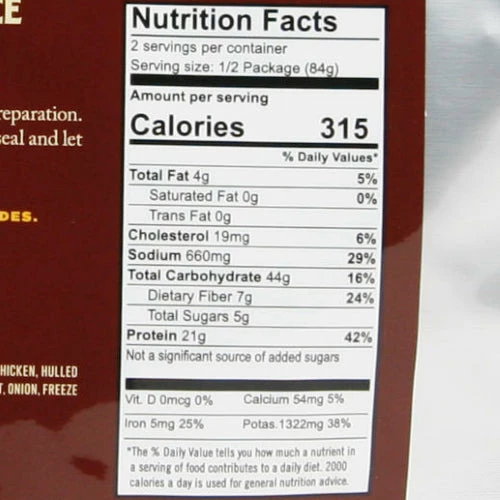 CE
reparation.
seal and let
DES.
HICKEN, HULLED
T, ONION, FREEZE
Nutrition Facts
2 servings per container
Serving size: 1/2 Package (84g)
Amount per serving
Calories 315
% Daily Values*
Total Fat 4g 5%
Saturated Fat 0g 0%
Trans Fat 0g
Cholesterol 19mg 6%
Sodium 660mg 29%
Total Carbohydrate 44g 16%
Dietary Fiber 7g 24%
Total Sugars 5g
Protein 21g 42%
Not a significant source of added sugars
Vit. D 0mcg 0% Calcium 54mg 5%
Iron 5mg 25% Potas.1322mg 38%
*The % Daily Value tells you how much a nutrient in
a serving of food contributes to a daily diet. 2000
calories a day is used for general nutrition advice.